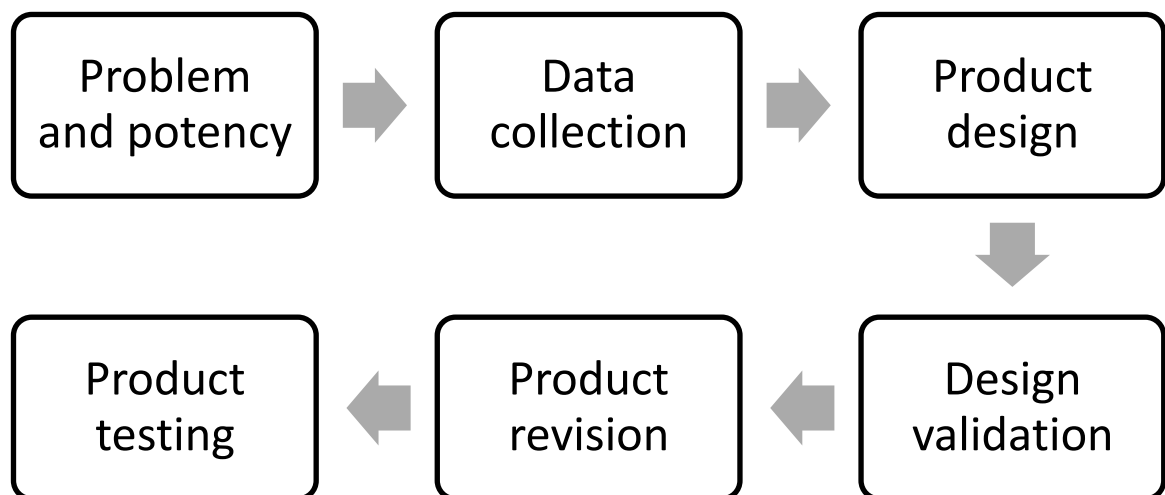 Problem
and potency
Data
collection
Product
design
Design
validation
Product
revision
Product
testing